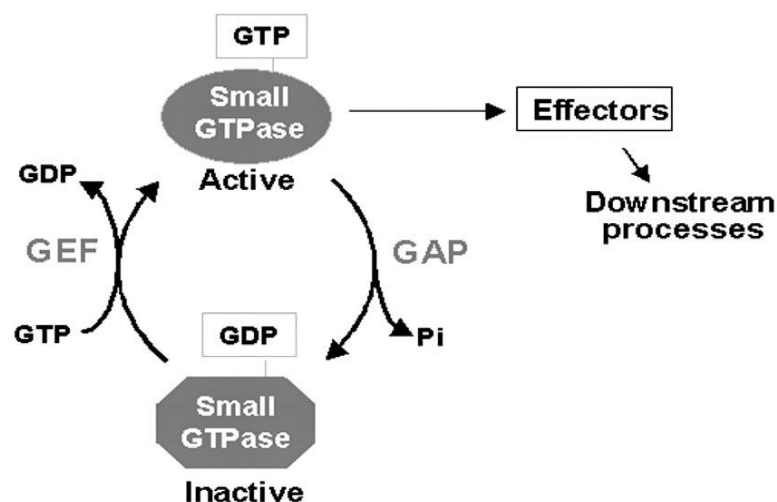 GTP
Small
GTPase
Active
Effectors
Downstream
processes
GDP
GEF
GTP
GAP
Pi
GDP
Small
GTPase
Inactive